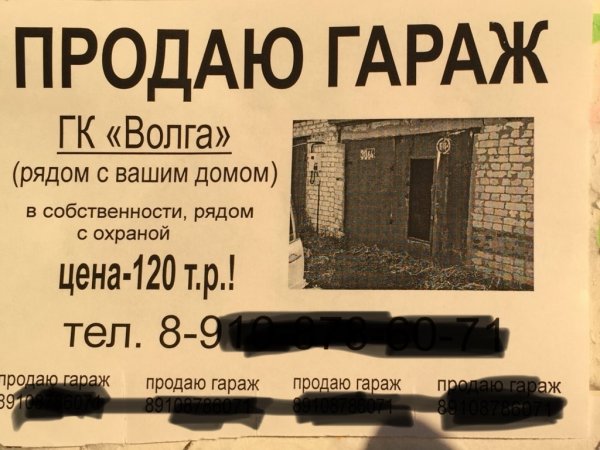 ПРОДАЮ ГАРАЖ
ГК «Волга»
(рядом с вашим домом)
в собственности, рядом
с охраной
цена-120 т.р.!
тел. 8-9
продаю гараж
продаю гараж
продаю гараж
продаю гараж